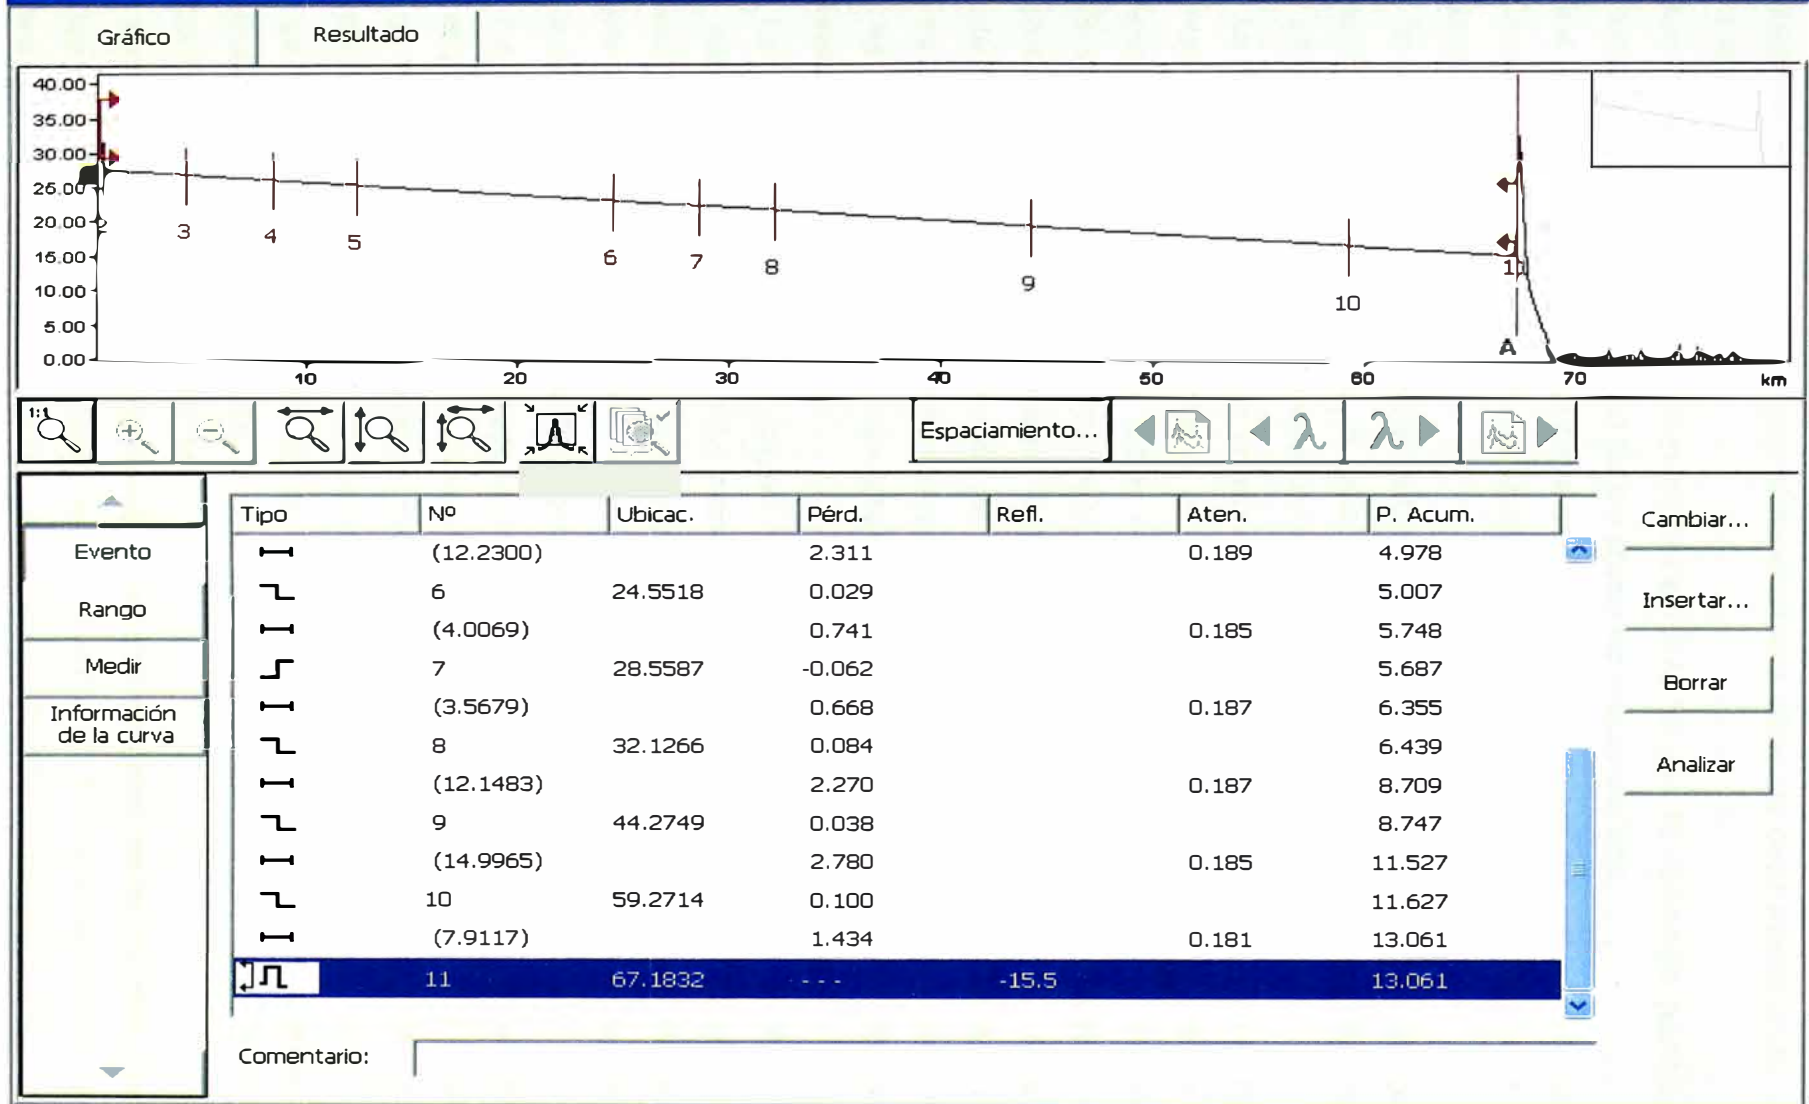 Gráfico Resultado
40.00
35.00
30.00
25.00
20.00
15.00
10.00
5.00
0.00
2 3 4 5 6 7 8 9 10 11
A
10 20 30 40 50 60 70 km
1:1 Espaciamiento... λ λ
Tipo Nº Ubicac. Pérd. Refl. Aten. P. Acum.
(12.2300) 2.311 0.189 4.978
6 24.5518 0.029 5.007
(4.0069) 0.741 0.185 5.748
7 28.5587 -0.062 5.687
(3.5679) 0.668 0.187 6.355
8 32.1266 0.084 6.439
(12.1483) 2.270 0.187 8.709
9 44.2749 0.038 8.747
(14.9965) 2.780 0.185 11.527
10 59.2714 0.100 11.627
(7.9117) 1.434 0.181 13.061
11 67.1832 --- -15.5 13.061
Evento
Rango
Medir
Información
de la curva
Cambiar...
Insertar...
Borrar
Analizar
Comentario: